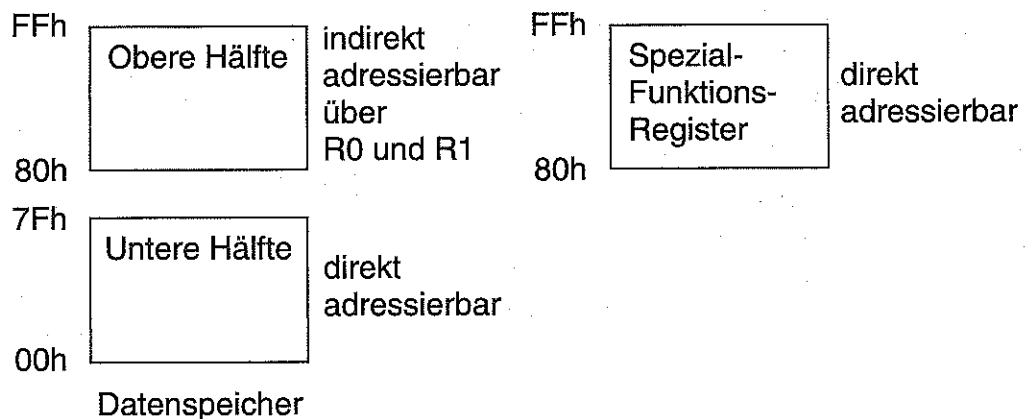 FFh
Obere Hälfte
indirekt
adressierbar
über
R0 und R1
80h
FFh
Spezial-
Funktions-
Register
direkt
adressierbar
80h
7Fh
Untere Hälfte
direkt
adressierbar
00h
Datenspeicher